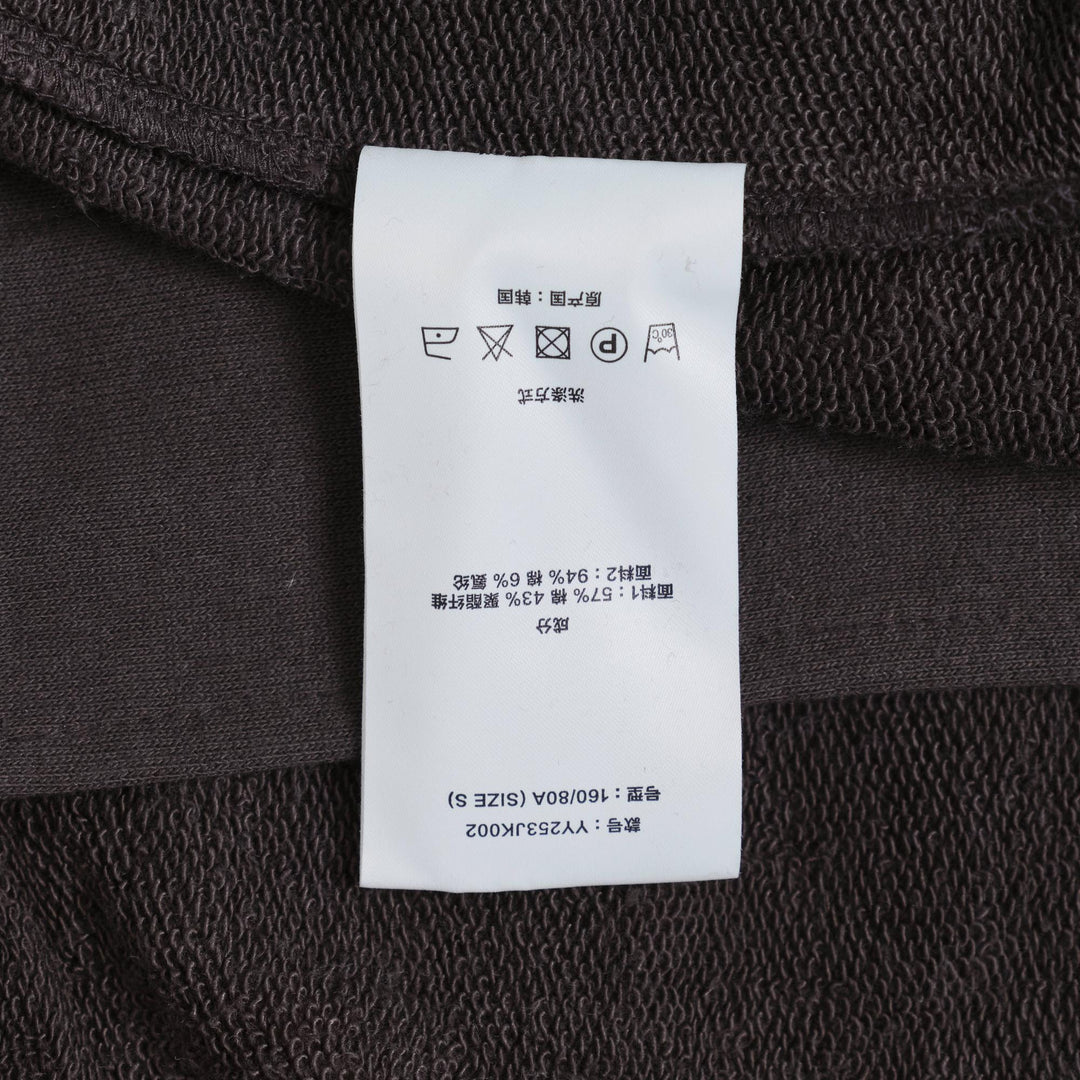 款号：YY253JK002
号型：160/80A (SIZE S)
成分
面料1：57% 棉 43% 聚酯纤维
面料2：94% 棉 6% 氨纶
洗涤方式
30°C
P
原产国：韩国